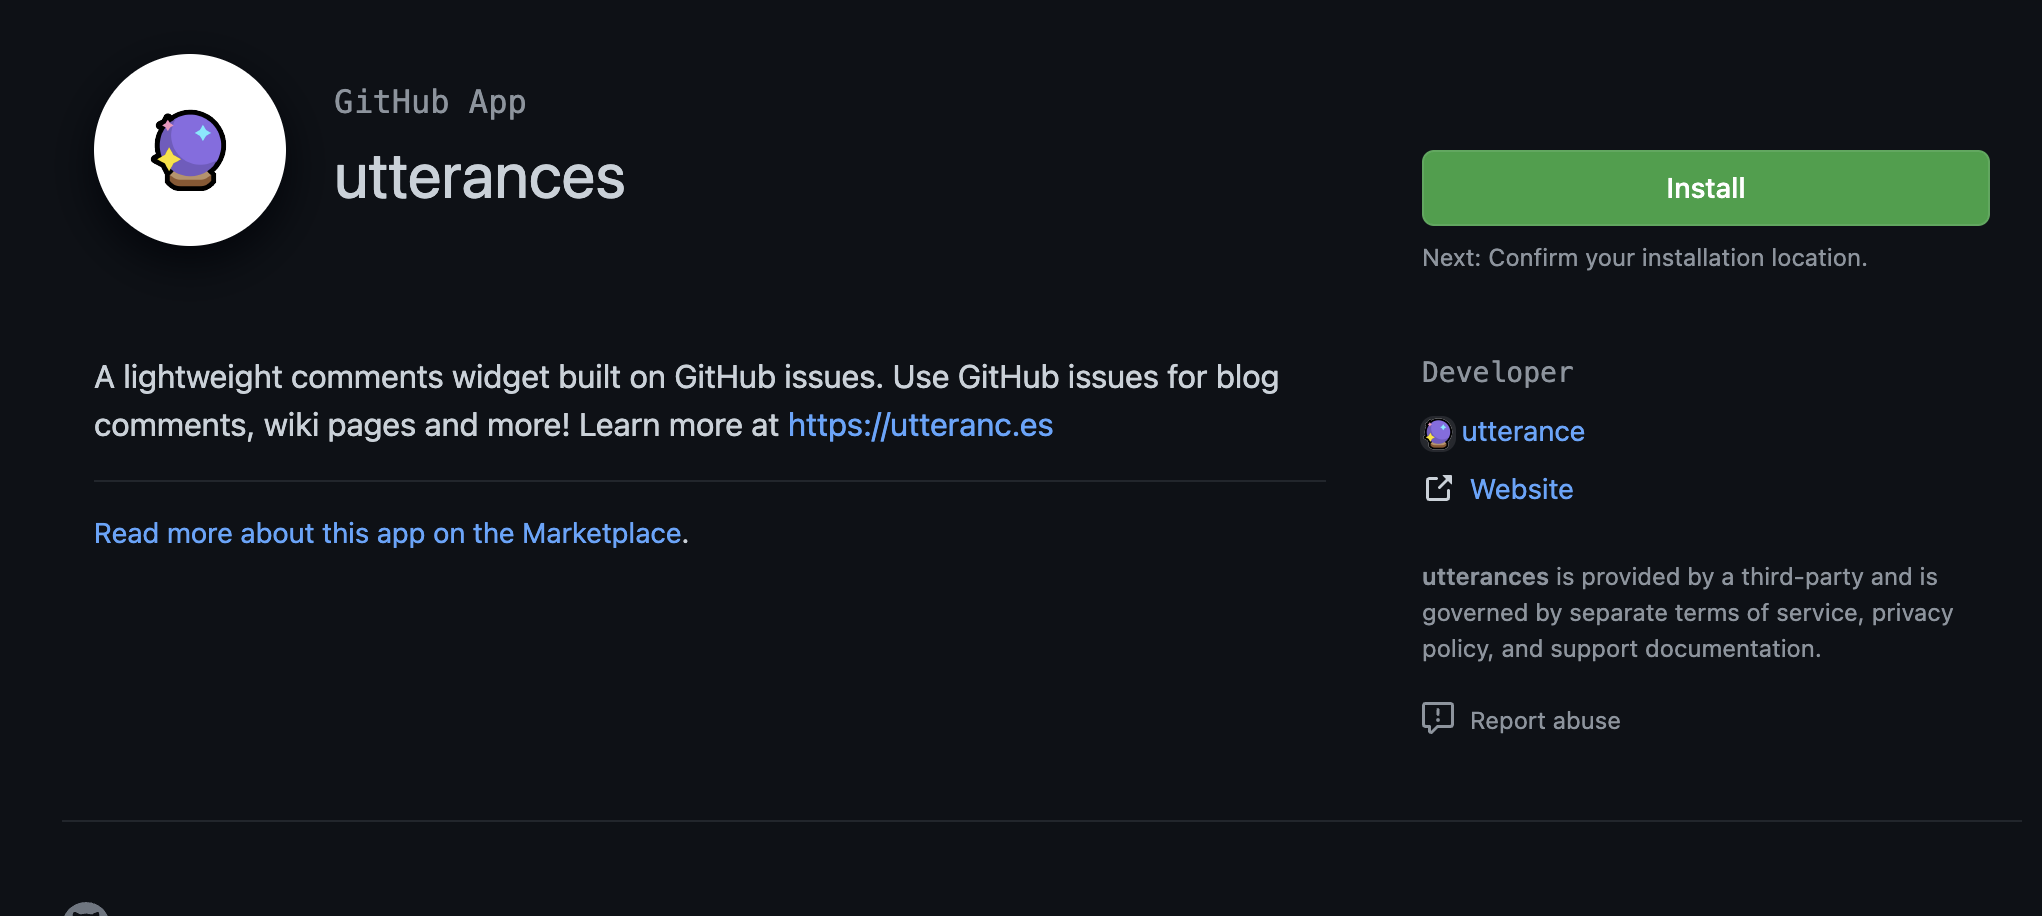 GitHub App
utterances
Install
Next: Confirm your installation location.
A lightweight comments widget built on GitHub issues. Use GitHub issues for blog
comments, wiki pages and more! Learn more at https://utteranc.es
Read more about this app on the Marketplace.
Developer
utterance
Website
utterances is provided by a third-party and is
governed by separate terms of service, privacy
policy, and support documentation.
Report abuse